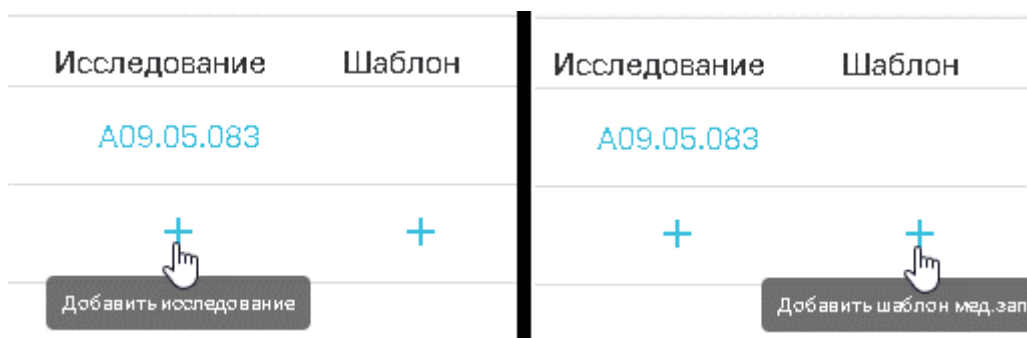 Исследование Шаблон
A09.05.083
+ +
Добавить исследование
Исследование Шаблон
A09.05.083
+ +
Добавить шаблон мед.зап